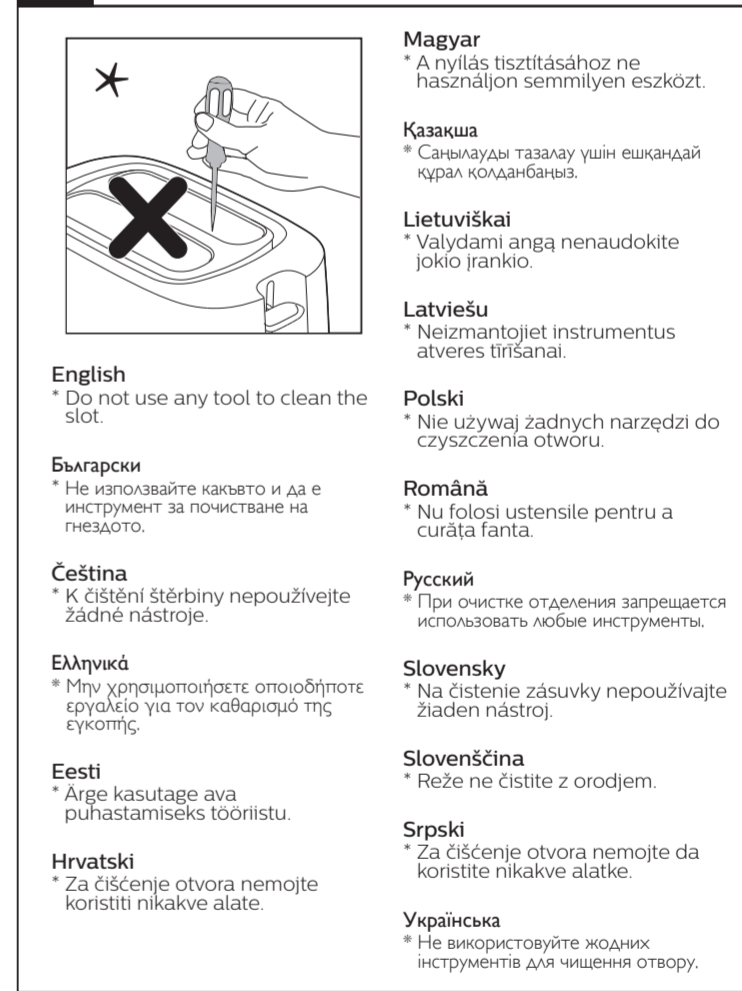 English
* Do not use any tool to clean the
slot.
Български
* Не използвайте какъвто и да е
инструмент за почистване на
гнездото.
Čeština
* K čištění štěrbiny nepoužívejte
žádné nástroje.
Ελληνικά
* Μην χρησιμοποιήσετε οποιοδήποτε
εργαλείο για τον καθαρισμό της
εγκοπής.
Eesti
* Ärge kasutage ava
puhastamiseks tööriistu.
Hrvatski
* Za čišćenje otvora nemojte
koristiti nikakve alate.
Magyar
* A nyílás tisztításához ne
használjon semmilyen eszközt.
Қазақша
* Саңылауды тазалау үшін ешқандай
құрал қолданбаңыз.
Lietuviškai
* Valydami angą nenaudokite
jokio įrankio.
Latviešu
* Neizmantojiet instrumentus
atveres tīrīšanai.
Polski
* Nie używaj żadnych narzędzi do
czyszczenia otworu.
Română
* Nu folosi ustensile pentru a
curăța fanta.
Русский
* При очистке отделения запрещается
использовать любые инструменты.
Slovensky
* Na čistenie zásuvky nepoužívajte
žiaden nástroj.
Slovenščina
* Reže ne čistite z orodjem.
Srpski
* Za čišćenje otvora nemojte da
koristite nikakve alatke.
Українська
* Не використовуйте жодних
інструментів для чищення отвору.